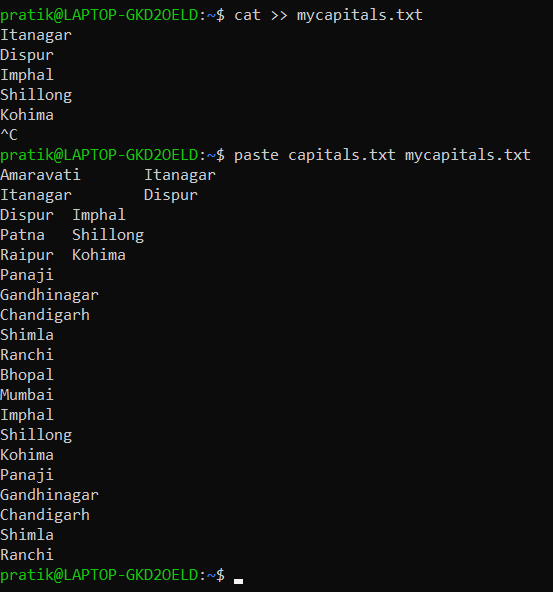 pratik@LAPTOP-GKD2OELD:~$ cat >> mycapitals.txt
Itanagar
Dispur
Imphal
Shillong
Kohima
^C
pratik@LAPTOP-GKD2OELD:~$ paste capitals.txt mycapitals.txt
Amaravati       Itanagar
Itanagar        Dispur
Dispur  Imphal
Patna   Shillong
Raipur  Kohima
Panaji
Gandhinagar
Chandigarh
Shimla
Ranchi
Bhopal
Mumbai
Imphal
Shillong
Kohima
Panaji
Gandhinagar
Chandigarh
Shimla
Ranchi
pratik@LAPTOP-GKD2OELD:~$